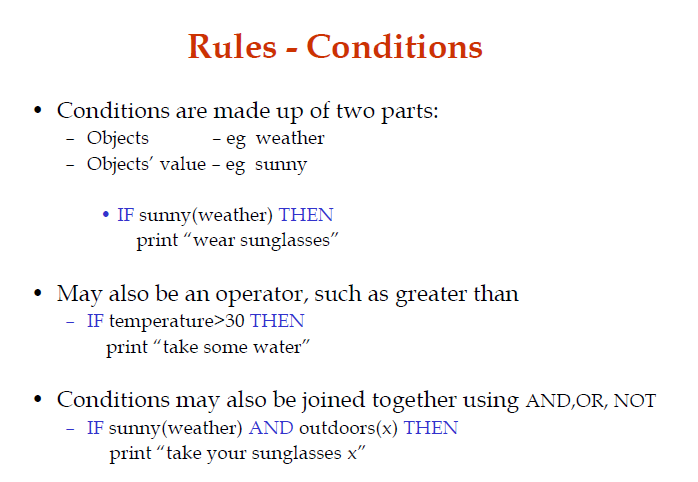 Rules - Conditions
• Conditions are made up of two parts:
– Objects – eg weather
– Objects' value – eg sunny
• IF sunny(weather) THEN
print “wear sunglasses”
• May also be an operator, such as greater than
– IF temperature>30 THEN
print “take some water”
• Conditions may also be joined together using AND,OR, NOT
– IF sunny(weather) AND outdoors(x) THEN
print “take your sunglasses x”